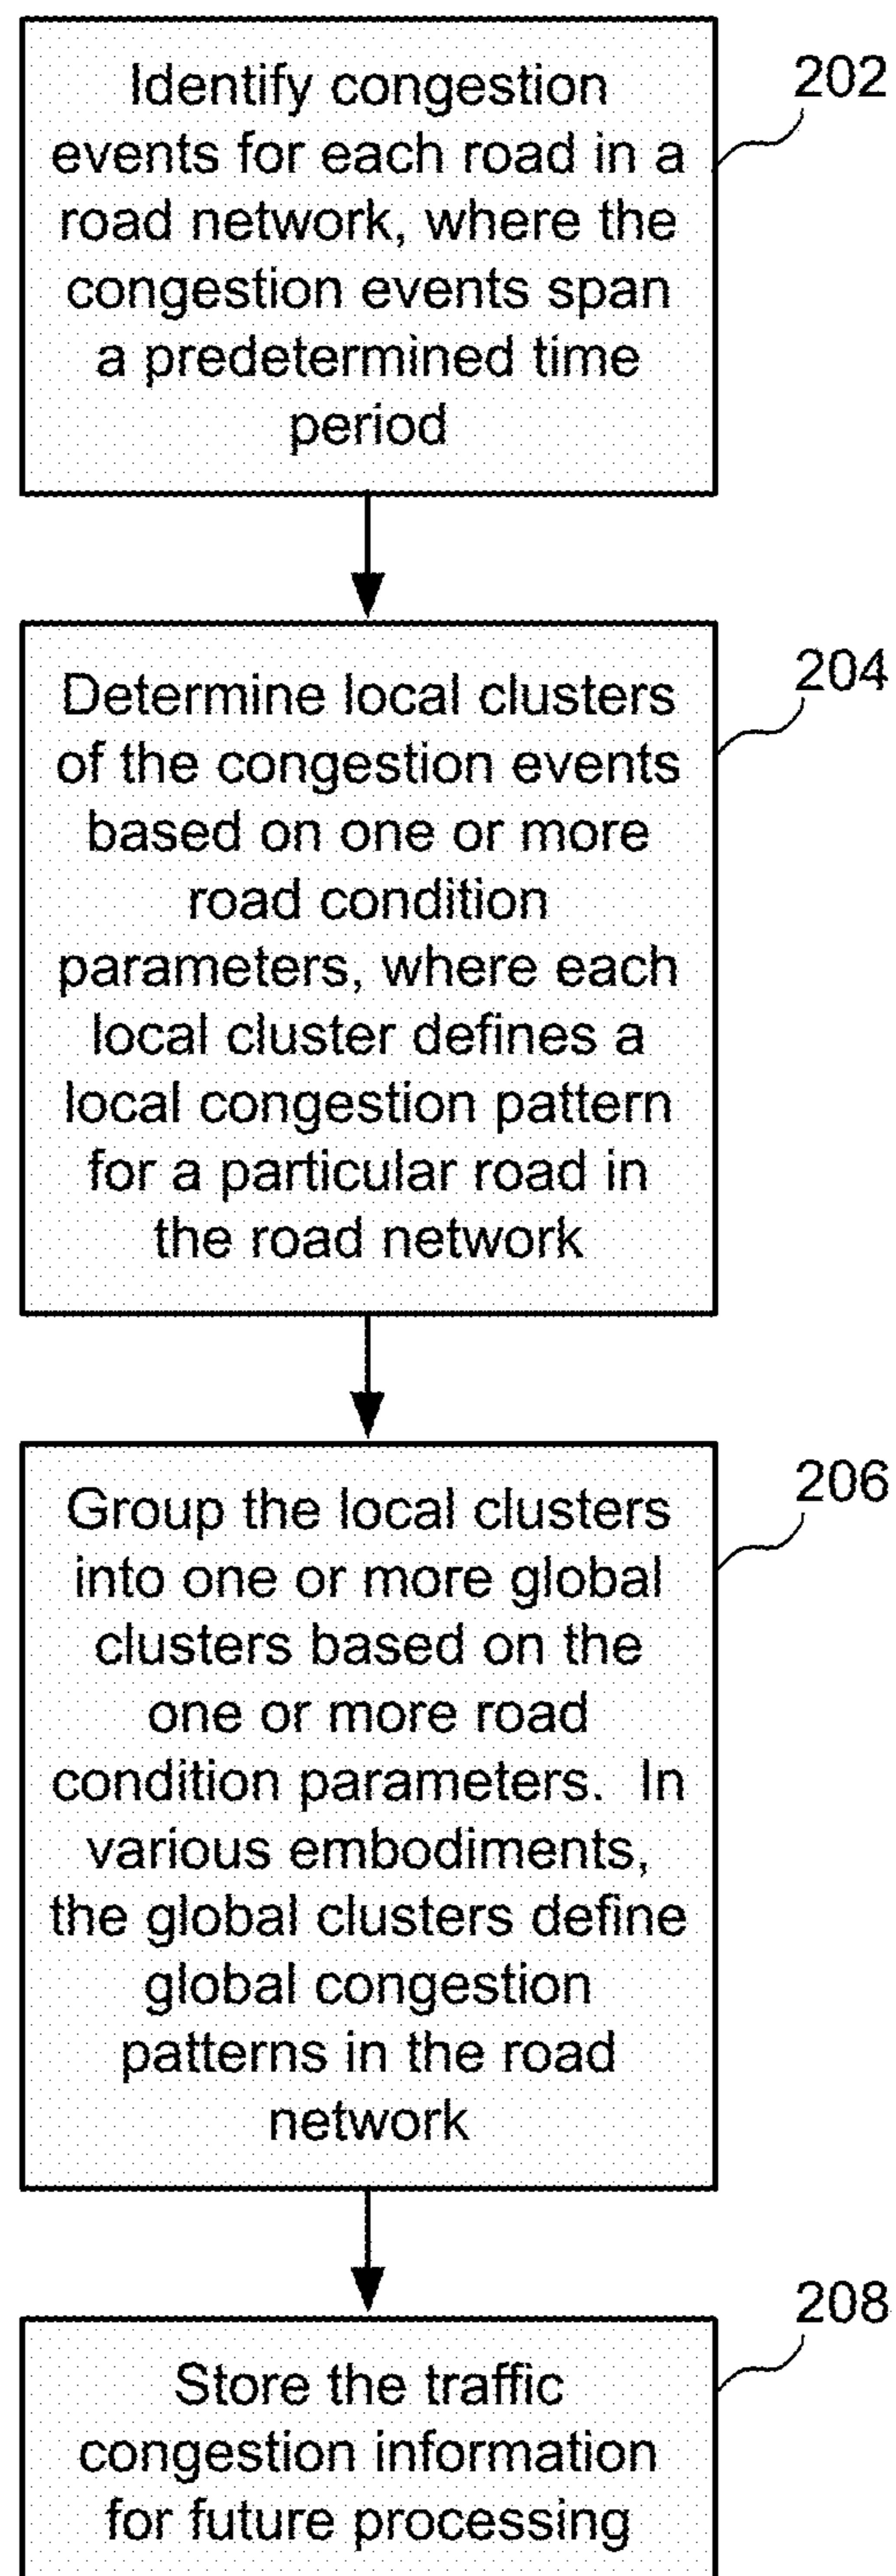 Identify congestion
events for each road in a
road network, where the
congestion events span
a predetermined time
period
202
Determine local clusters
of the congestion events
based on one or more
road condition
parameters, where each
local cluster defines a
local congestion pattern
for a particular road in
the road network
204
Group the local clusters
into one or more global
clusters based on the
one or more road
condition parameters.  In
various embodiments,
the global clusters define
global congestion
patterns in the road
network
206
Store the traffic
congestion information
for future processing
208